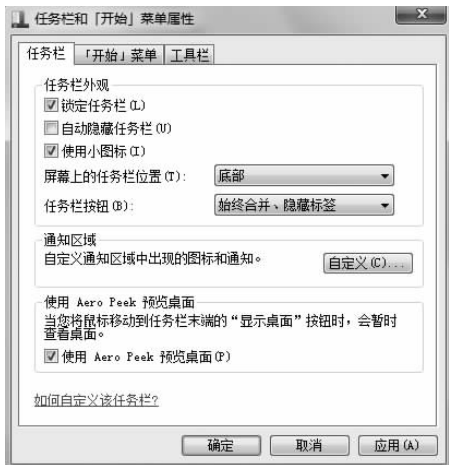 任务栏和「开始」菜单属性
任务栏 「开始」菜单 工具栏
任务栏外观
锁定任务栏(L)
自动隐藏任务栏(U)
使用小图标(I)
屏幕上的任务栏位置(T): 底部
任务栏按钮(B): 始终合并、隐藏标签
通知区域
自定义通知区域中出现的图标和通知。 自定义(C)...
使用 Aero Peek 预览桌面
当您将鼠标移动到任务栏末端的“显示桌面”按钮时，会暂时
查看桌面。
使用 Aero Peek 预览桌面(P)
如何自定义该任务栏?
确定 取消 应用(A)